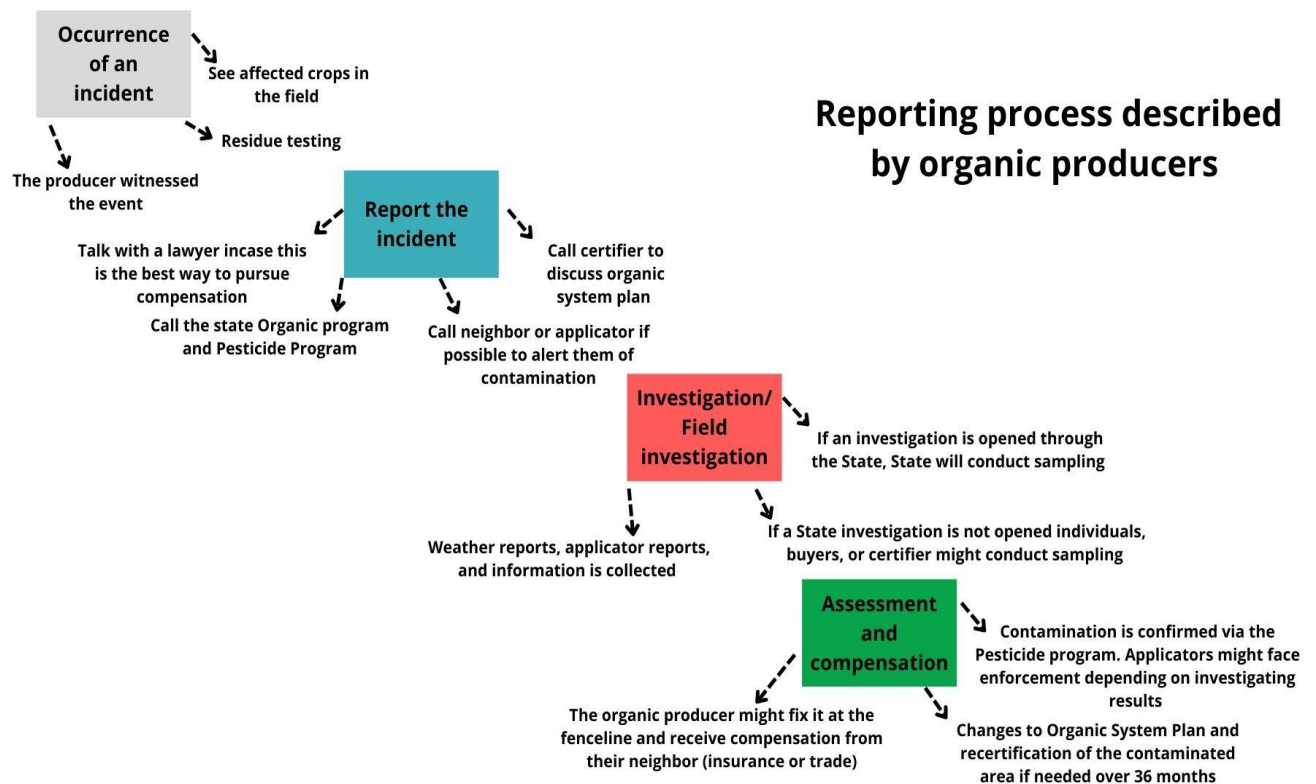 Occurrence
of an
incident
See affected crops in
the field
Residue testing
The producer witnessed
the event
Reporting process described
by organic producers
Report the
incident
Talk with a lawyer incase this
is the best way to pursue
compensation
Call the state Organic program
and Pesticide Program
Call neighbor or applicator if
possible to alert them of
contamination
Call certifier to
discuss organic
system plan
Investigation/
Field
investigation
If an investigation is opened through
the State, State will conduct sampling
If a State investigation is not opened individuals,
buyers, or certifier might conduct sampling
Weather reports, applicator reports,
and information is collected
Assessment
and
compensation
Contamination is confirmed via the
Pesticide program. Applicators might face
enforcement depending on investigating
results
The organic producer might fix it at the
fenceline and receive compensation from
their neighbor (insurance or trade)
Changes to Organic System Plan and
recertification of the contaminated
area if needed over 36 months